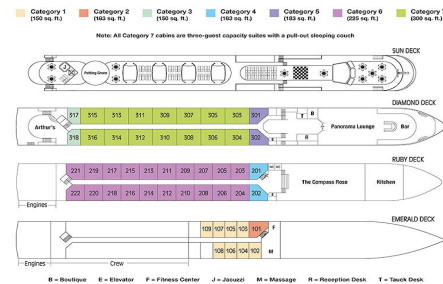 Category 1 Category 2 Category 3 Category 4 Category 5 Category 6 Category 7
(150 sq. ft.) (183 sq. ft.) (150 sq. ft.) (183 sq. ft.) (183 sq. ft.) (225 sq. ft.) (300 sq. ft.)
Note: All Category 7 cabins are three-guest capacity suites with a pull-out sleeping couch
SUN DECK
J
Putting Green
DIAMOND DECK
317 315 313 311 309 307 305 303 301
T B
Arthur's
Panorama Lounge Bar
318 316 314 312 310 308 306 304 302
E R
RUBY DECK
221 219 217 215 211 209 207 205 203 201
The Compass Rose Kitchen
222 220 218 216 214 212 210 208 206 204 202
Engines
EMERALD DECK
109 107 105 103 101 F
108 106 104 102 M
Engines Crew
B = Boutique E = Elevator F = Fitness Center J = Jacuzzi M = Massage R = Reception Desk T = Tauck Desk